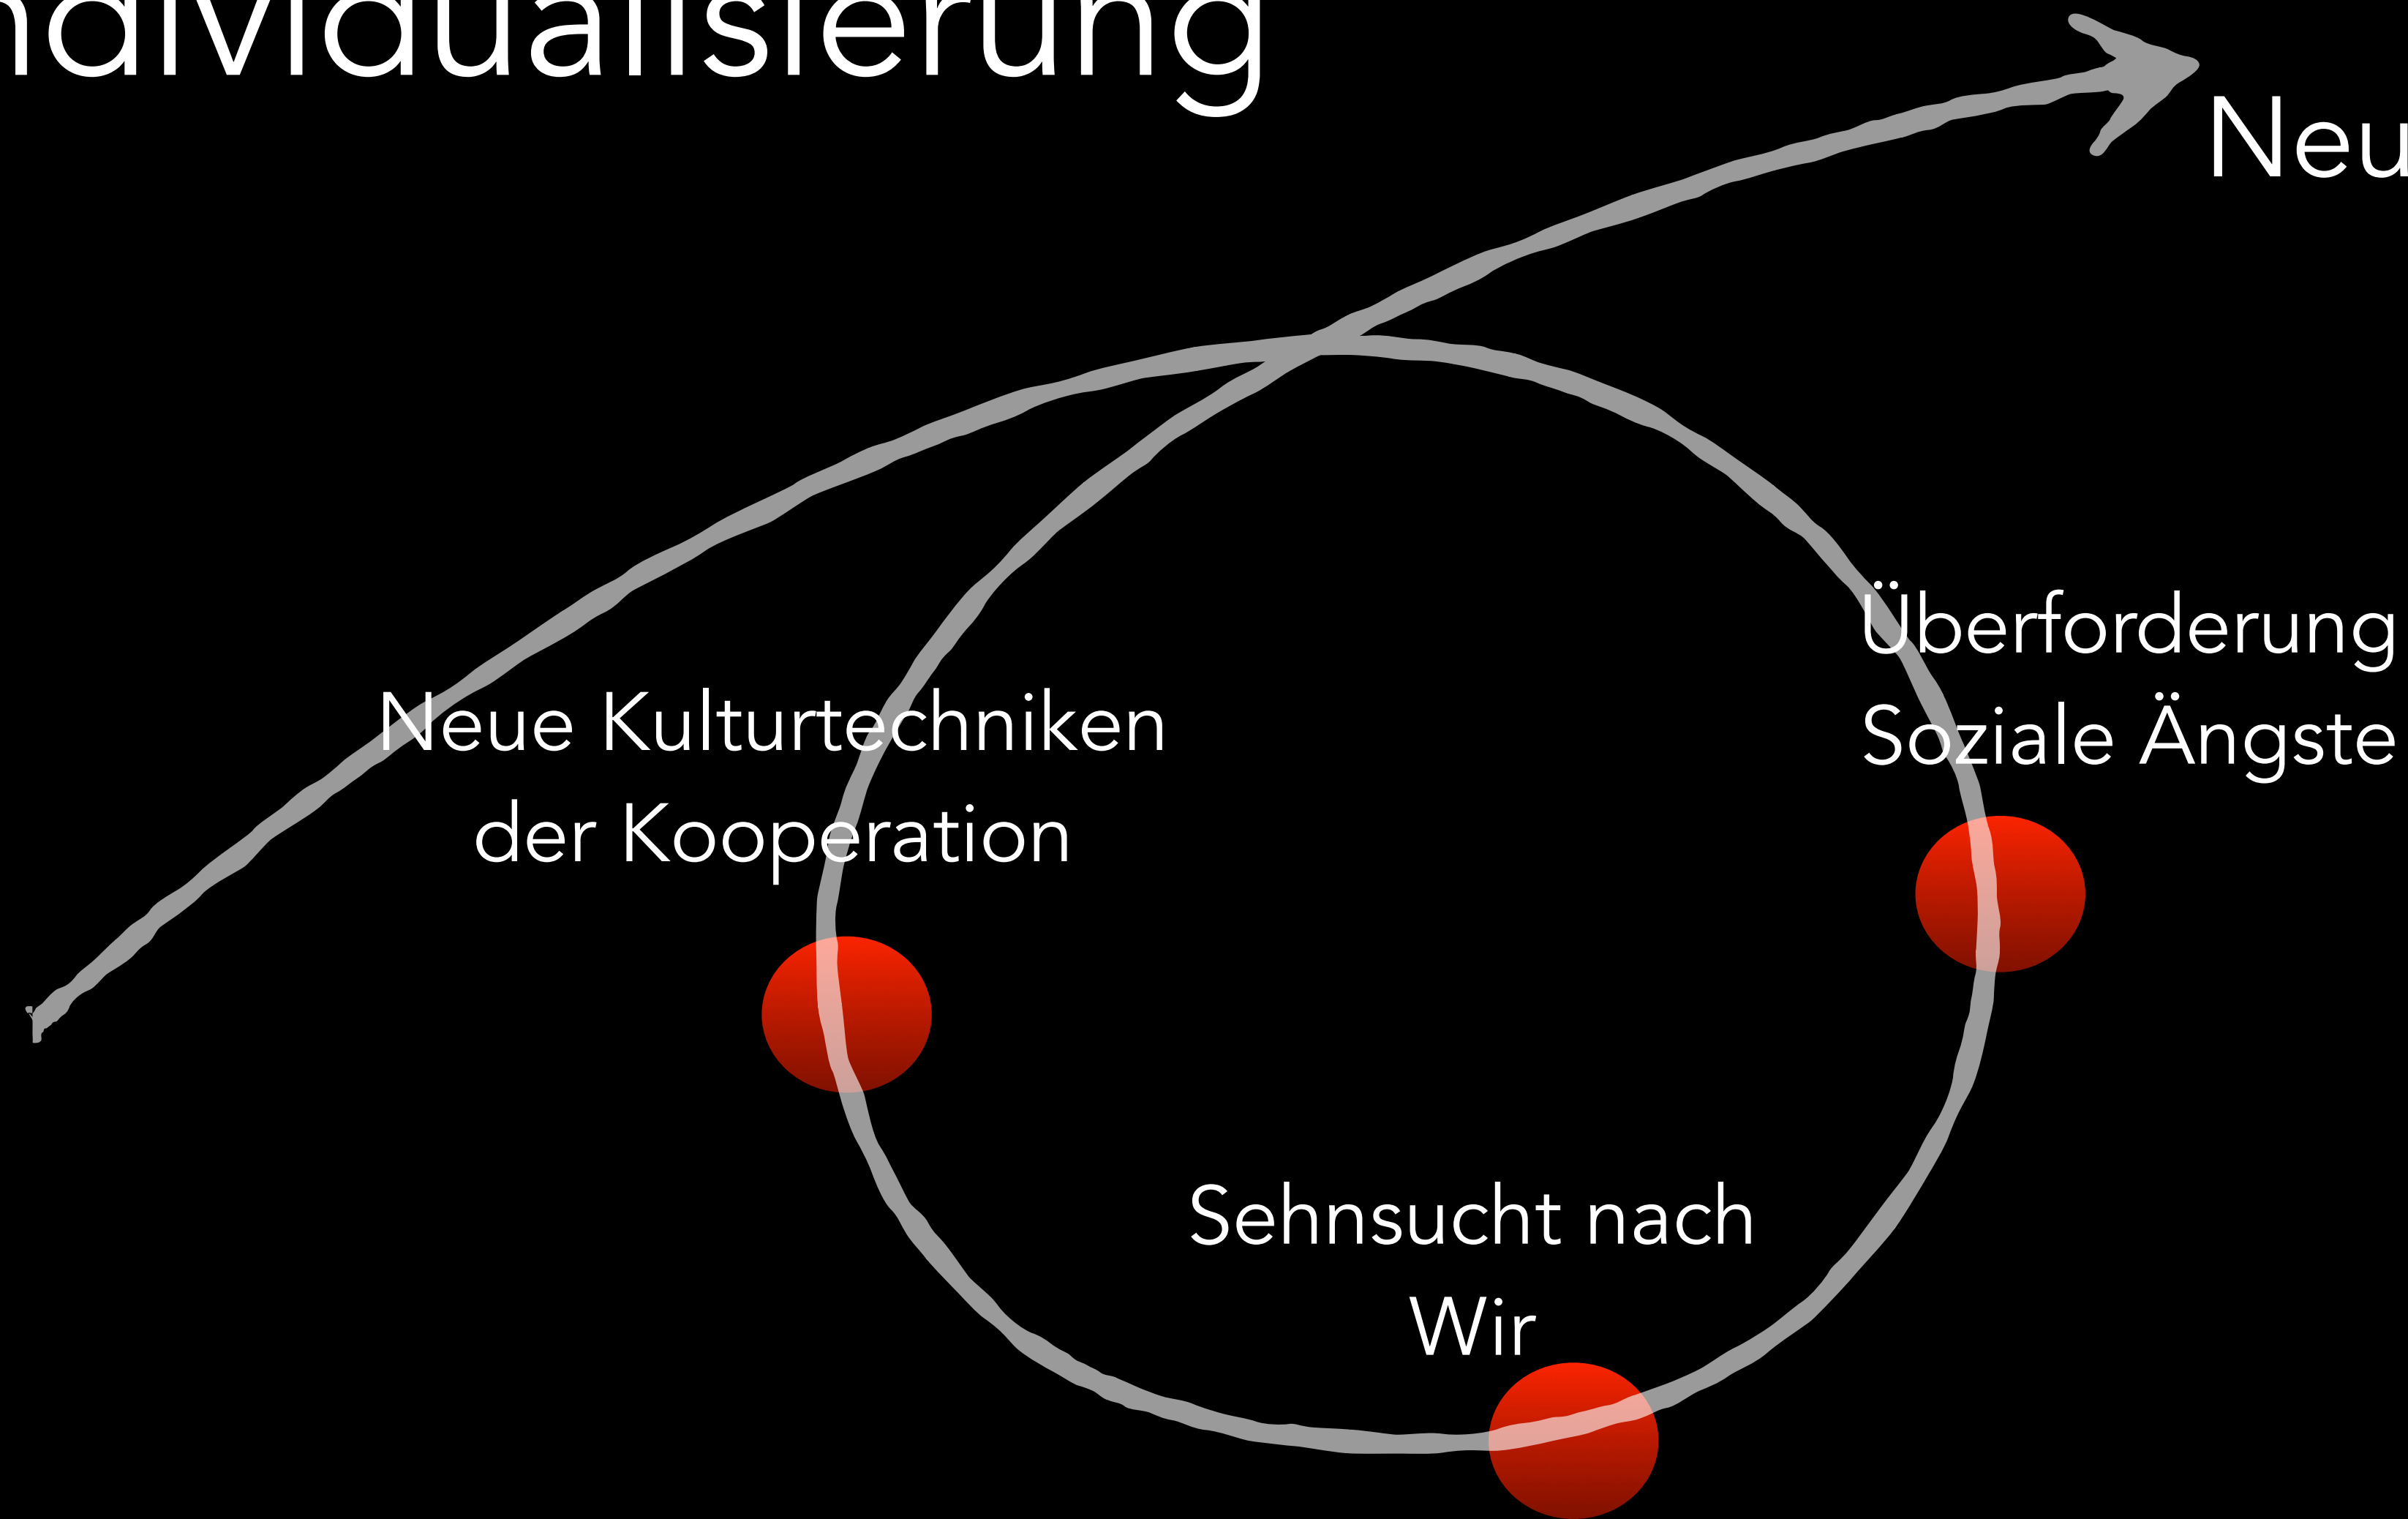 ndividualisierung
Neu
Überforderung
Soziale Ängste
Neue Kulturtechniken
der Kooperation
Sehnsucht nach
Wir